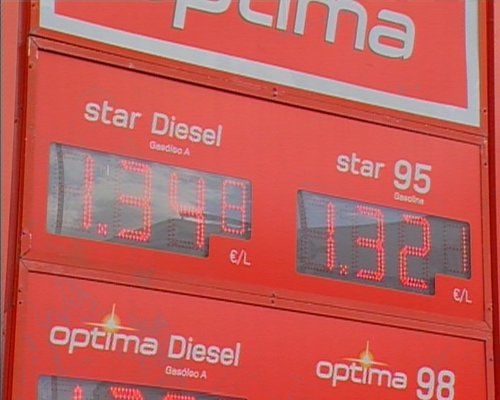 optima
star Diesel
Gasóleo A
1.348
€/L
star 95
Gasolina
1.321
€/L
optima Diesel
Gasóleo A
optima 98